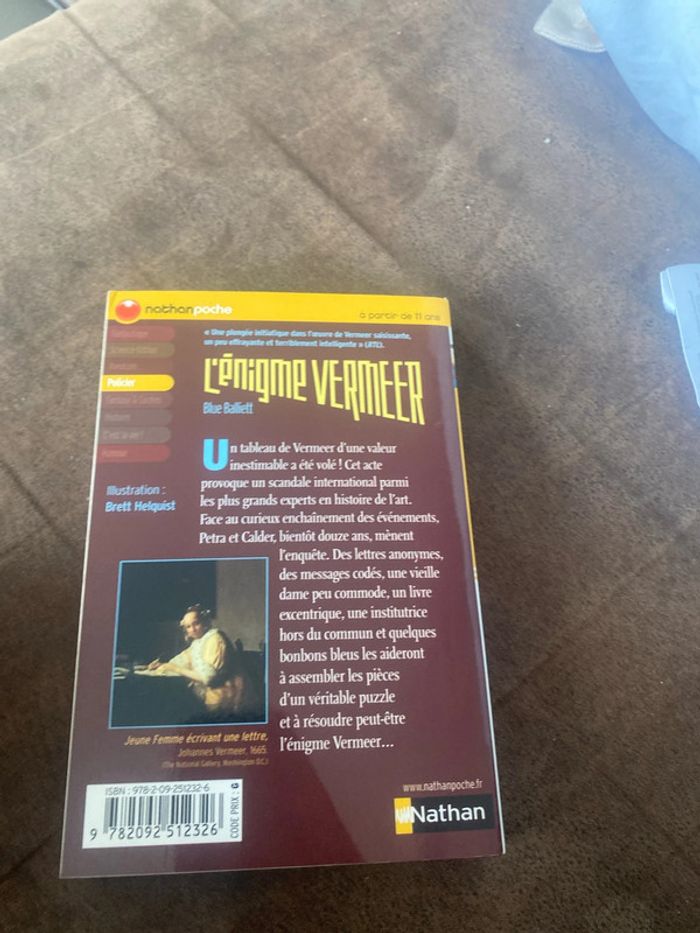 nathanpoche
à partir de 11 ans
« Une plongée initiatique dans l'œuvre de Vermeer saisissante,
un peu effrayante et terriblement intelligente » (RTL).
L'énigme VERMEER
Blue Balliett
Policier
C'est la vie !
Humour
Illustration :
Brett Helquist
Un tableau de Vermeer d'une valeur
inestimable a été volé ! Cet acte
provoque un scandale international parmi
les plus grands experts en histoire de l'art.
Face au curieux enchaînement des événements,
Petra et Calder, bientôt douze ans, mènent
l'enquête. Des lettres anonymes,
des messages codés, une vieille
dame peu commode, un livre
excentrique, une institutrice
hors du commun et quelques
bonbons bleus les aideront
à assembler les pièces
d'un véritable puzzle
et à résoudre peut-être
l'énigme Vermeer...
Jeune Femme écrivant une lettre,
Johannes Vermeer, 1665.
(The National Gallery, Washington D.C.)
ISBN : 978-2-09-251232-6
9 782092 512326
CODE PRIX : G
www.nathanpoche.fr
Nathan